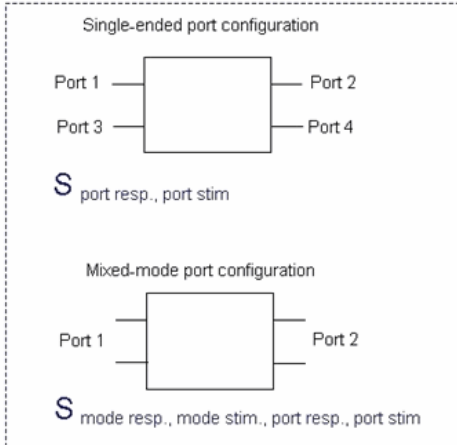 Single-ended port configuration
Port 1
Port 2
Port 3
Port 4
S port resp., port stim
Mixed-mode port configuration
Port 1
Port 2
S mode resp., mode stim., port resp., port stim